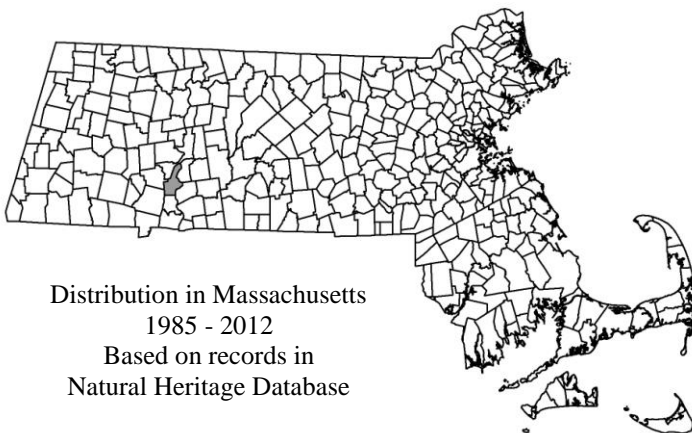 Distribution in Massachusetts
1985 - 2012
Based on records in
Natural Heritage Database